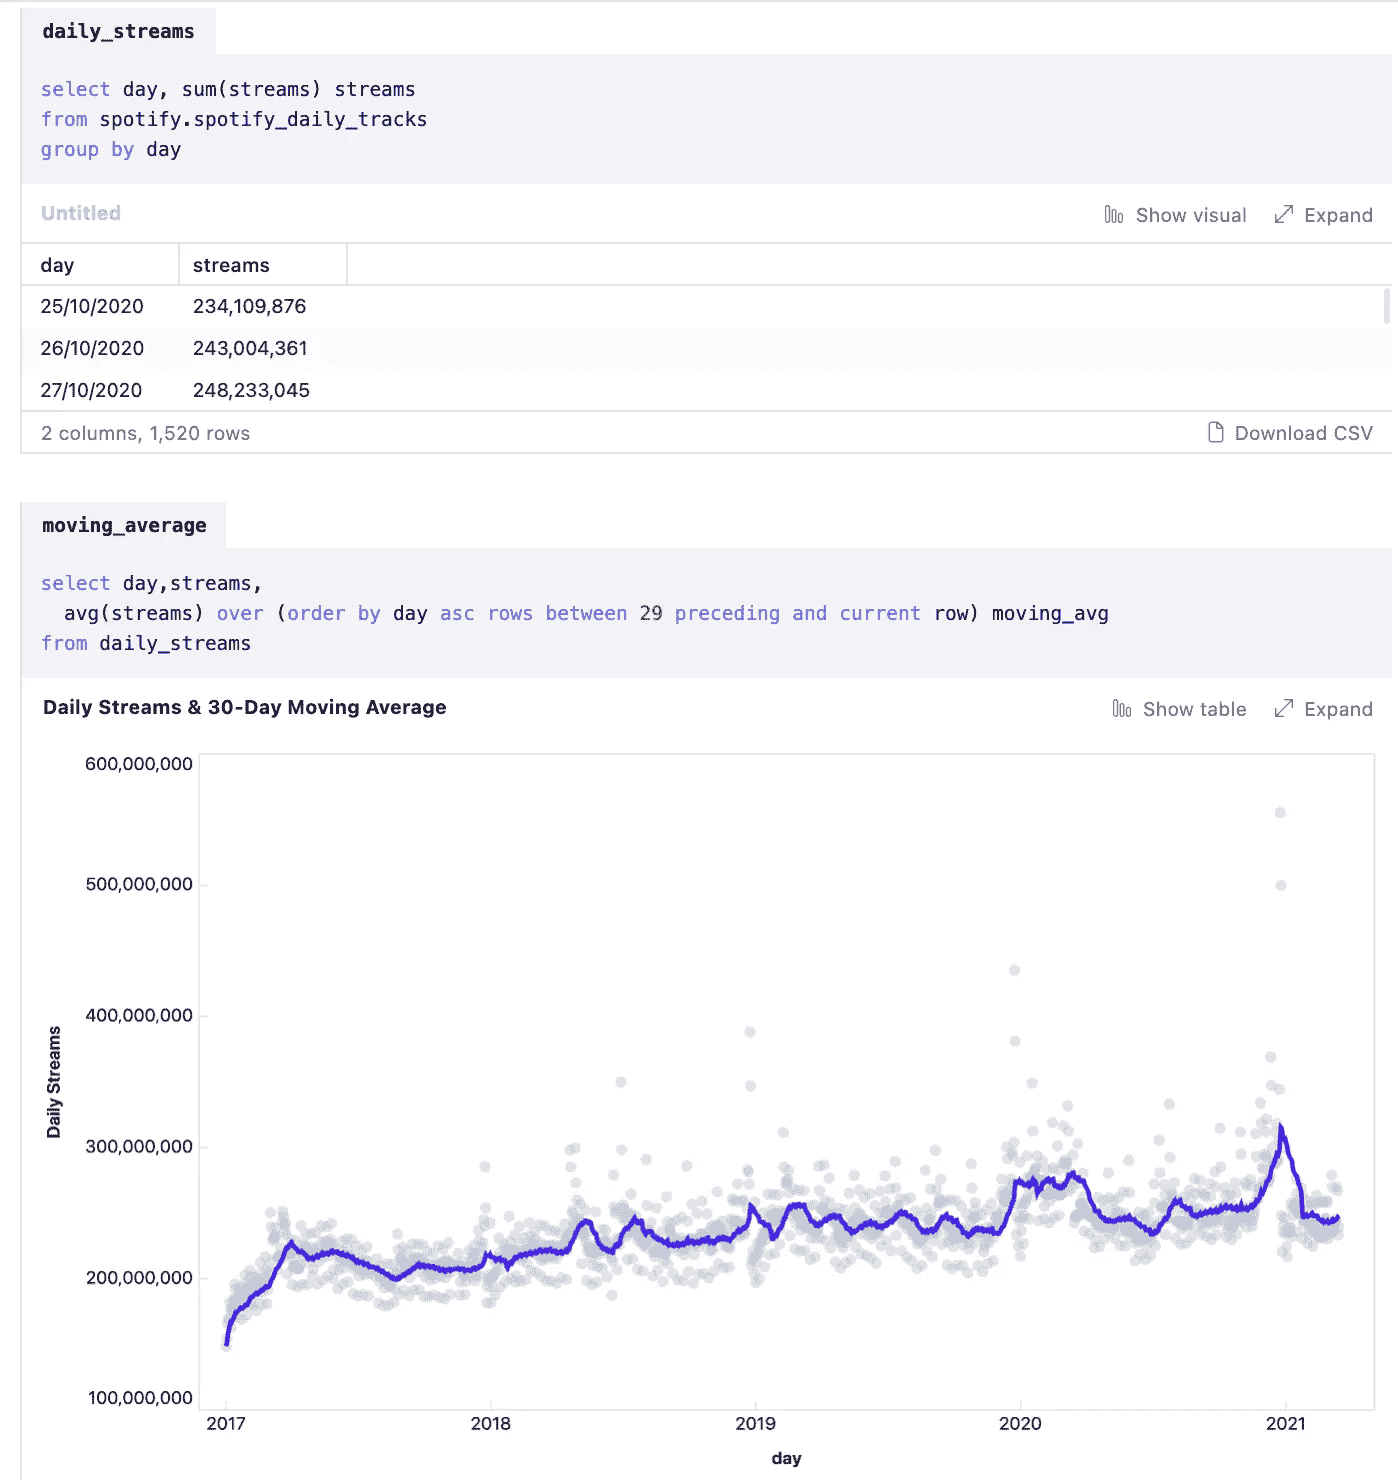 daily_streams
select day, sum(streams) streams
from spotify.spotify_daily_tracks
group by day
Untitled
Show visual
Expand
day streams
25/10/2020 234,109,876
26/10/2020 243,004,361
27/10/2020 248,233,045
2 columns, 1,520 rows
Download CSV
moving_average
select day,streams,
avg(streams) over (order by day asc rows between 29 preceding and current row) moving_avg
from daily_streams
Daily Streams & 30-Day Moving Average
Show table
Expand
600,000,000
500,000,000
400,000,000
300,000,000
200,000,000
100,000,000
Daily Streams
2017 2018 2019 2020 2021
day